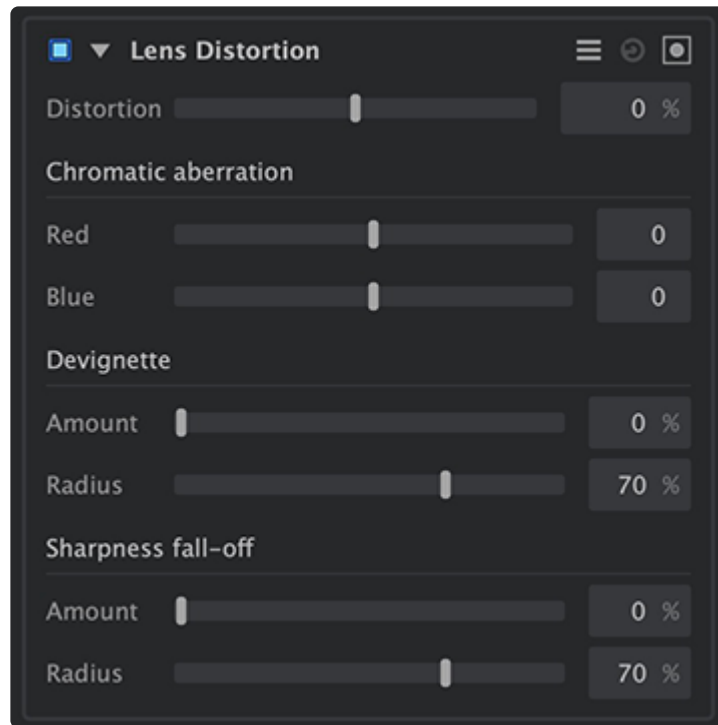 Lens Distortion
Distortion 0 %
Chromatic aberration
Red 0
Blue 0
Devignette
Amount 0 %
Radius 70 %
Sharpness fall-off
Amount 0 %
Radius 70 %